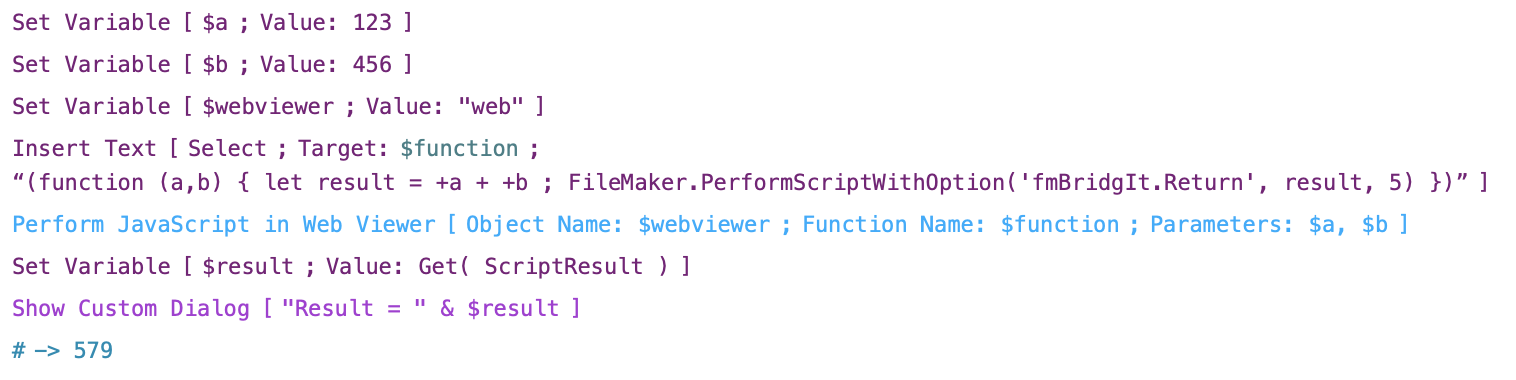 Set Variable [ $a ; Value: 123 ]
Set Variable [ $b ; Value: 456 ]
Set Variable [ $webviewer ; Value: "web" ]
Insert Text [ Select ; Target: $function ;
“(function (a,b) { let result = +a + +b ; FileMaker.PerformScriptWithOption('fmBridgIt.Return', result, 5) })” ]
Perform JavaScript in Web Viewer [ Object Name: $webviewer ; Function Name: $function ; Parameters: $a, $b ]
Set Variable [ $result ; Value: Get( ScriptResult ) ]
Show Custom Dialog [ "Result = " & $result ]
# —> 579